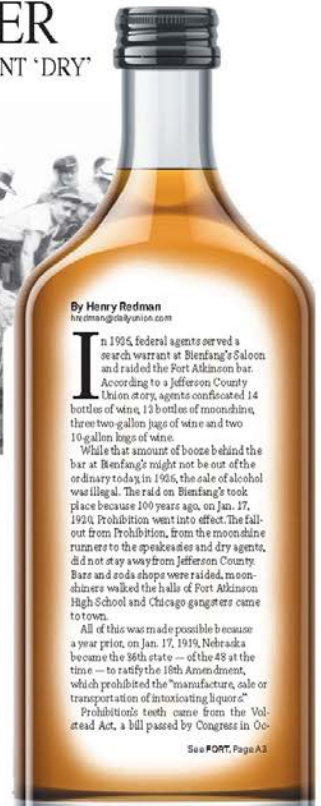 ER
NT ‘DRY’
By Henry Redman
hredman@dailyunion.com
In 1926, federal agents served a
search warrant at Bienfang’s Saloon
and raided the Fort Atkinson bar.
According to a Jefferson County
Union story, agents confiscated 14
bottles of wine, 13 bottles of moonshine,
three two-gallon jugs of wine and two
10-gallon kegs of wine.
While that amount of booze behind the
bar at Bienfang’s might not be out of the
ordinary today, in 1926, the sale of alcohol
was illegal. The raid on Bienfang’s took
place because 100 years ago, on Jan. 17,
1920, Prohibition went into effect. The fall-
out from Prohibition, from the moonshine
runners to the speakeasies and dry agents,
did not stay away from Jefferson County.
Bars and soda shops were raided, moon-
shiners walked the halls of Fort Atkinson
High School and Chicago gangsters came
to town.
All of this was made possible because
a year prior, on Jan. 17, 1919, Nebraska
became the 36th state — of the 48 at the
time — to ratify the 18th Amendment,
which prohibited the “manufacture, sale or
transportation of intoxicating liquors.”
Prohibition’s teeth came from the Vol-
stead Act, a bill passed by Congress in Oc-
See FORT, Page A3